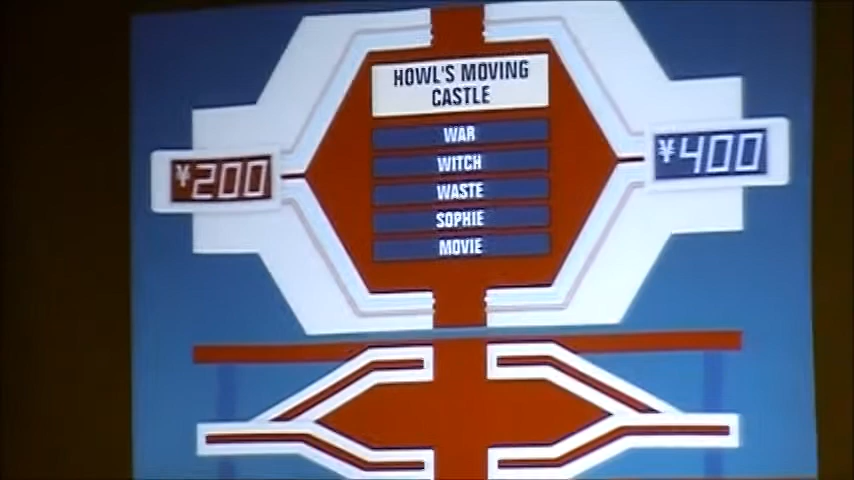 HOWL'S MOVING
CASTLE
WAR
WITCH
WASTE
SOPHIE
MOVIE
¥200
¥400